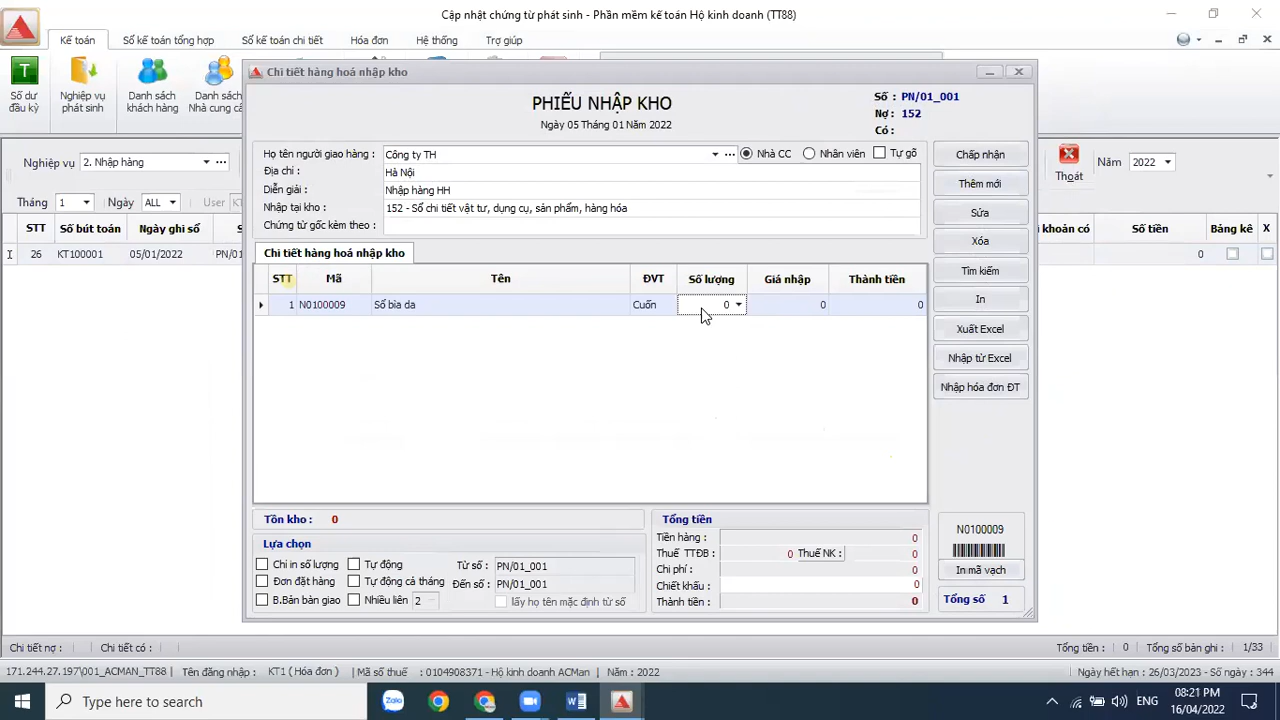 Cập nhật chứng từ phát sinh - Phần mềm kế toán Hộ kinh doanh (TT88)
Kế toán
Sổ kế toán tổng hợp
Sổ kế toán chi tiết
Hóa đơn
Hệ thống
Trợ giúp
T
Số dư
đầu kỳ
Nghiệp vụ
phát sinh
Danh sách
khách hàng
Danh sách
Nhà cung cấ
Chi tiết hàng hoá nhập kho
PHIẾU NHẬP KHO
Ngày 05 Tháng 01 Năm 2022
Số : PN/01_001
Nợ : 152
Có :
Nghiệp vụ 2. Nhập hàng
Tháng 1 Ngày ALL User
Thoát
Năm 2022
Họ tên người giao hàng : Công ty TH Nhà CC Nhân viên Tự gõ
Địa chỉ : Hà Nội
Diễn giải : Nhập hàng HH
Nhập tại kho : 152 - Sổ chi tiết vật tư, dụng cụ, sản phẩm, hàng hóa
Chứng từ gốc kèm theo :
Chấp nhận
Thêm mới
Sửa
Xóa
Tìm kiếm
In
Xuất Excel
Nhập từ Excel
Nhập hóa đơn ĐT
STT Số bút toán Ngày ghi sổ
khoản có Số tiền Bảng kê X
26 KT100001 05/01/2022 PN/0
0
Chi tiết hàng hoá nhập kho
STT Mã Tên ĐVT Số lượng Giá nhập Thành tiền
1 N0100009 Sổ bìa da Cuốn 0 0 0
Tồn kho : 0
Lựa chọn
Chỉ in số lượng Tự động Từ số : PN/01_001
Đơn đặt hàng Tự động cả tháng Đến số : PN/01_001
B.Bản bàn giao Nhiều liên 2 lấy họ tên mặc định từ số
Tổng tiền
Tiền hàng : 0
Thuế TTĐB : 0 Thuế NK : 0
Chi phí : 0
Chiết khấu: 0
Thành tiền : 0
N0100009
In mã vạch
Tổng số 1
Chi tiết nợ : Chi tiết có : Tổng tiền : 0 Tổng số bản ghi : 1/33
171.244.27.197\001_ACMAN_TT88 Tên đăng nhập : KT1 ( Hóa đơn ) Mã số thuế : 0104908371 - Hộ kinh doanh ACMan Năm : 2022 Ngày hết hạn : 26/03/2023 - Số ngày : 344
Type here to search
Zalo
W
ENG
08:21 PM
16/04/2022